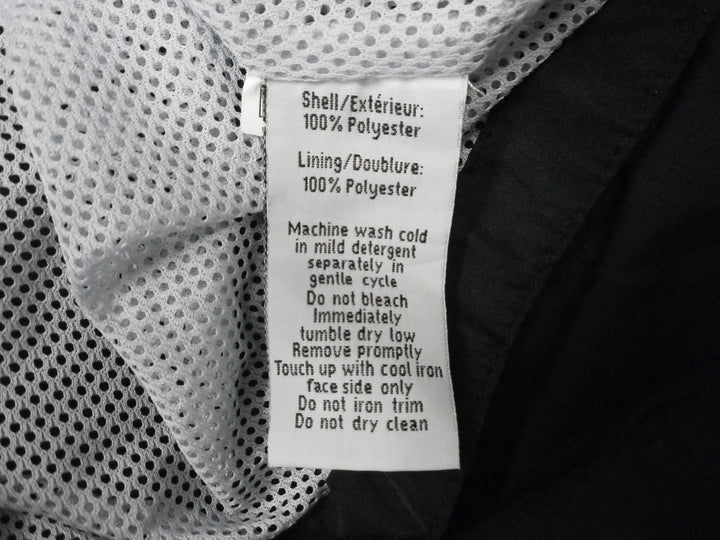 Shell/Extérieur:
100% Polyester
Lining/Doublure:
100% Polyester
Machine wash cold
in mild detergent
separately in
gentle cycle
Do not bleach
Immediately
tumble dry low
Remove promptly
Touch up with cool iron
face side only
Do not iron trim
Do not dry clean